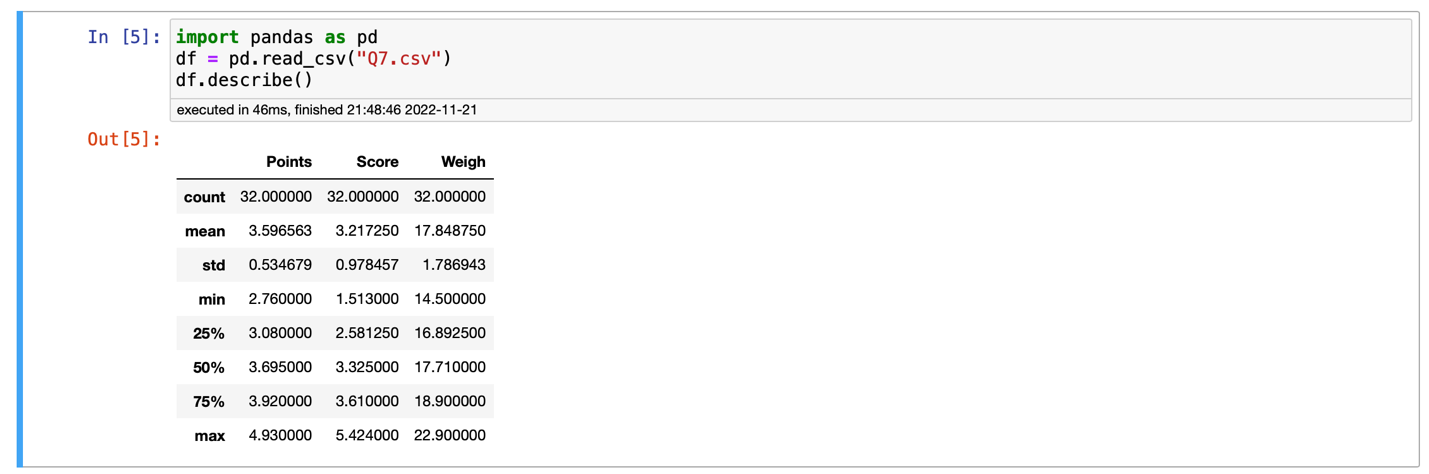 In [5]: import pandas as pd
df = pd.read_csv("Q7.csv")
df.describe()
executed in 46ms, finished 21:48:46 2022-11-21
Out[5]:
Points Score Weigh
count 32.000000 32.000000 32.000000
mean 3.596563 3.217250 17.848750
std 0.534679 0.978457 1.786943
min 2.760000 1.513000 14.500000
25% 3.080000 2.581250 16.892500
50% 3.695000 3.325000 17.710000
75% 3.920000 3.610000 18.900000
max 4.930000 5.424000 22.900000